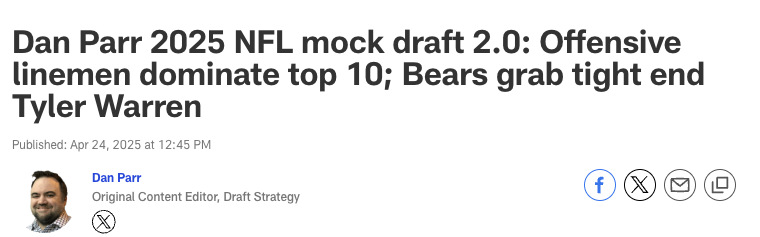 Dan Parr 2025 NFL mock draft 2.0: Offensive
linemen dominate top 10; Bears grab tight end
Tyler Warren
Published: Apr 24, 2025 at 12:45 PM
Dan Parr
Original Content Editor, Draft Strategy